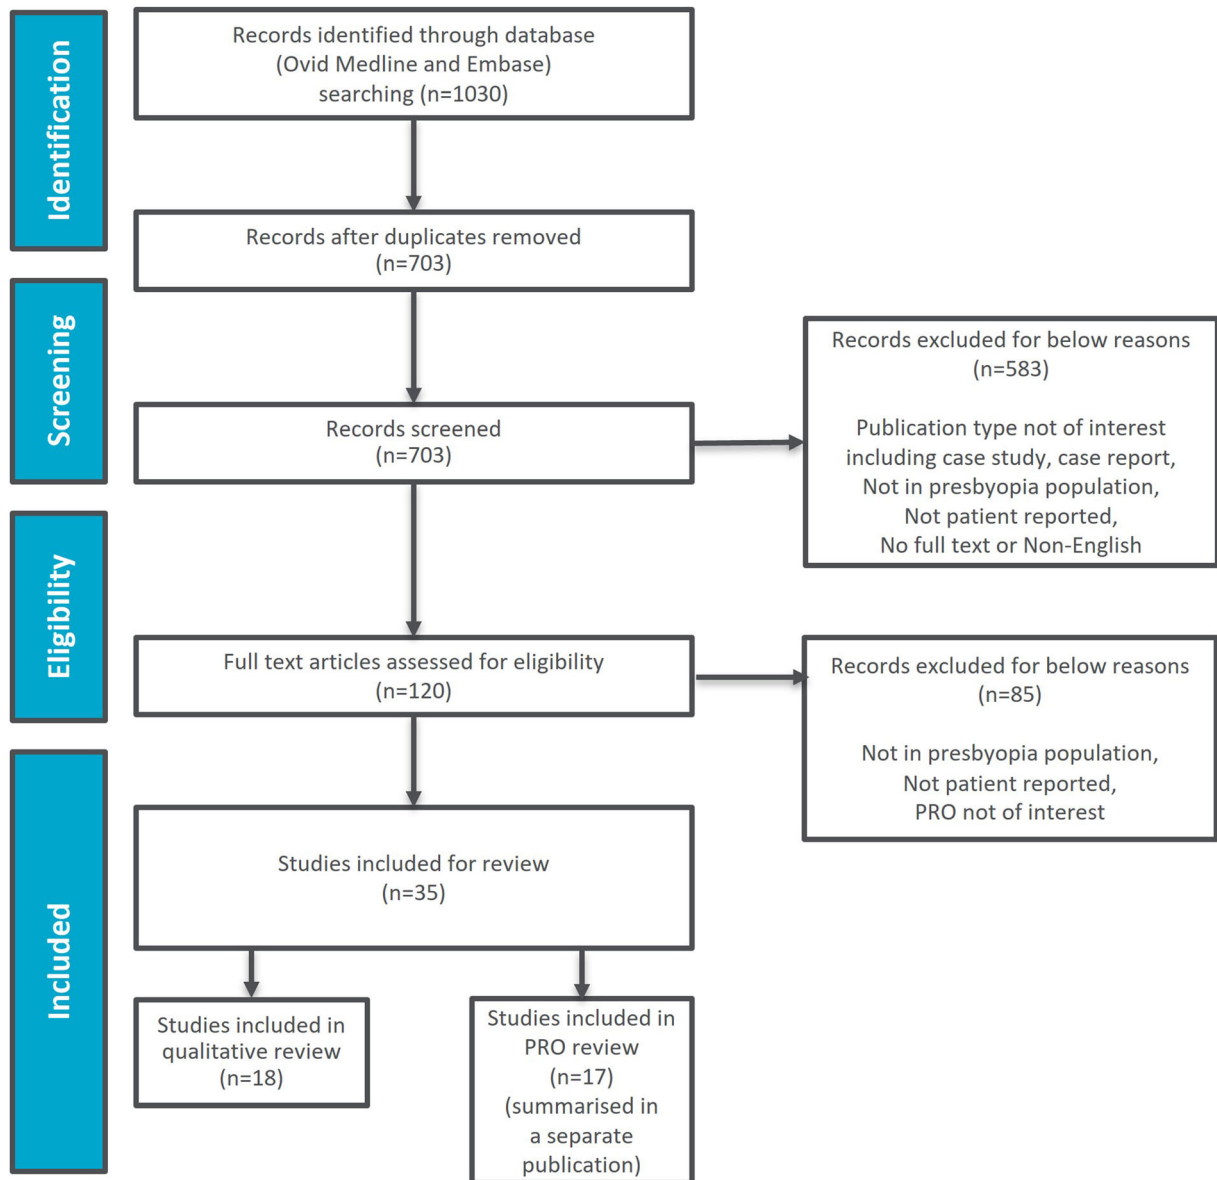 Identification
Records identified through database
(Ovid Medline and Embase)
searching (n=1030)
Records after duplicates removed
(n=703)
Screening
Records screened
(n=703)
Records excluded for below reasons
(n=583)
Publication type not of interest
including case study, case report,
Not in presbyopia population,
Not patient reported,
No full text or Non-English
Eligibility
Full text articles assessed for eligibility
(n=120)
Records excluded for below reasons
(n=85)
Not in presbyopia population,
Not patient reported,
PRO not of interest
Included
Studies included for review
(n=35)
Studies included in
qualitative review
(n=18)
Studies included in
PRO review
(n=17)
(summarised in
a separate
publication)